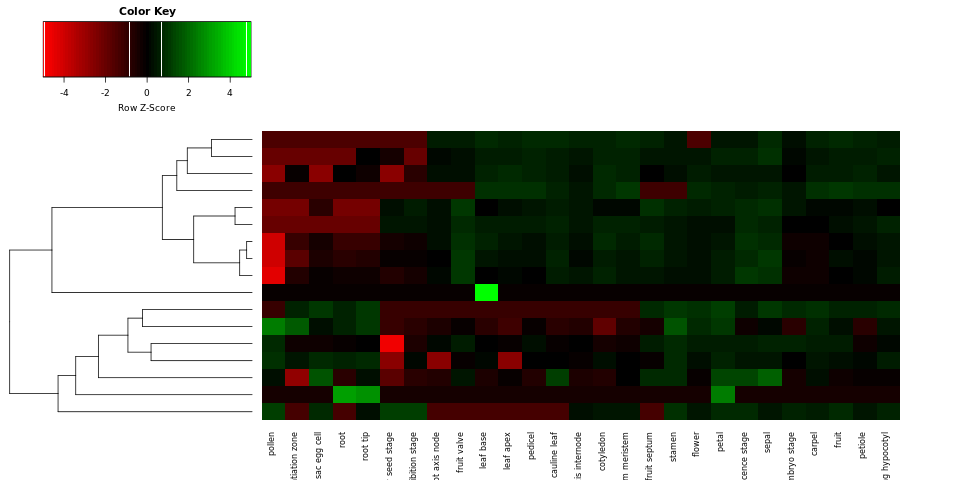 Color Key
-4 -2 0 2 4
Row Z-Score
pollen
tiation zone
sac egg cell
root
root tip
seed stage
ibition stage
ot axis node
fruit valve
leaf base
leaf apex
pedicel
cauline leaf
is internode
cotyledon
m meristem
fruit septum
stamen
flower
petal
cence stage
sepal
mbryo stage
carpel
fruit
petiole
g hypocotyl